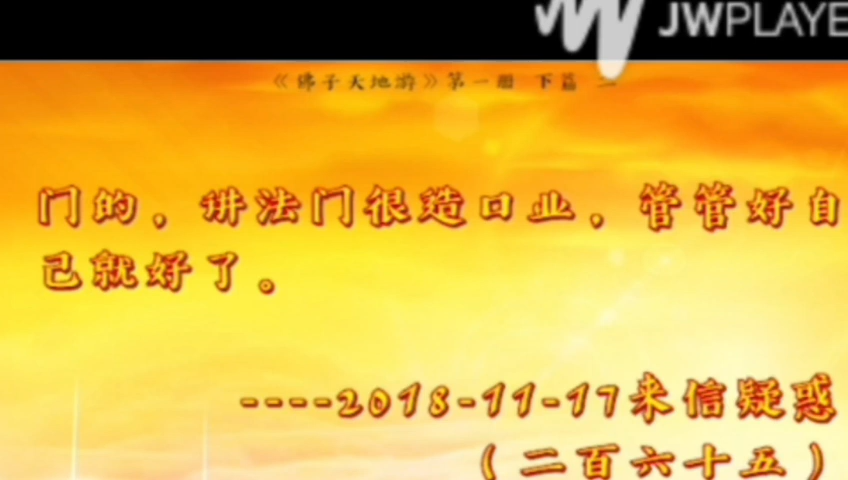 JWPLAYE
《佛子天地游》第一册 下篇 一
门的，讲法门很造口业，管管好自
己就好了。
----2018-11-17来信疑惑
（二百六十五）